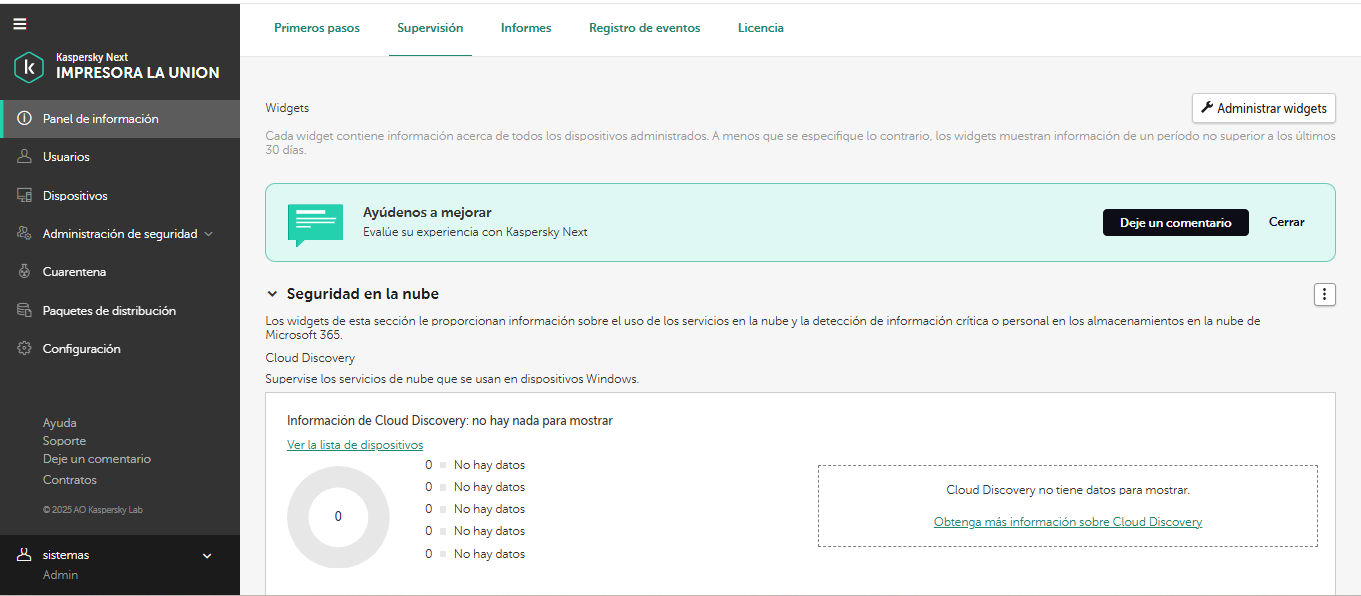 Kaspersky Next
IMPRESORA LA UNION
Panel de información
Usuarios
Dispositivos
Administración de seguridad
Cuarentena
Paquetes de distribución
Configuración
Ayuda
Soporte
Deje un comentario
Contratos
© 2025 AO Kaspersky Lab
sistemas
Admin
Primeros pasos
Supervisión
Informes
Registro de eventos
Licencia
Widgets
Administrar widgets
Cada widget contiene información acerca de todos los dispositivos administrados. A menos que se especifique lo contrario, los widgets muestran información de un período no superior a los últimos
30 días.
Ayúdenos a mejorar
Evalúe su experiencia con Kaspersky Next
Deje un comentario
Cerrar
Seguridad en la nube
Los widgets de esta sección le proporcionan información sobre el uso de los servicios en la nube y la detección de información crítica o personal en los almacenamientos en la nube de
Microsoft 365.
Cloud Discovery
Supervise los servicios de nube que se usan en dispositivos Windows.
Información de Cloud Discovery: no hay nada para mostrar
Ver la lista de dispositivos
0
0 No hay datos
0 No hay datos
0 No hay datos
0 No hay datos
0 No hay datos
Cloud Discovery no tiene datos para mostrar.
Obtenga más información sobre Cloud Discovery